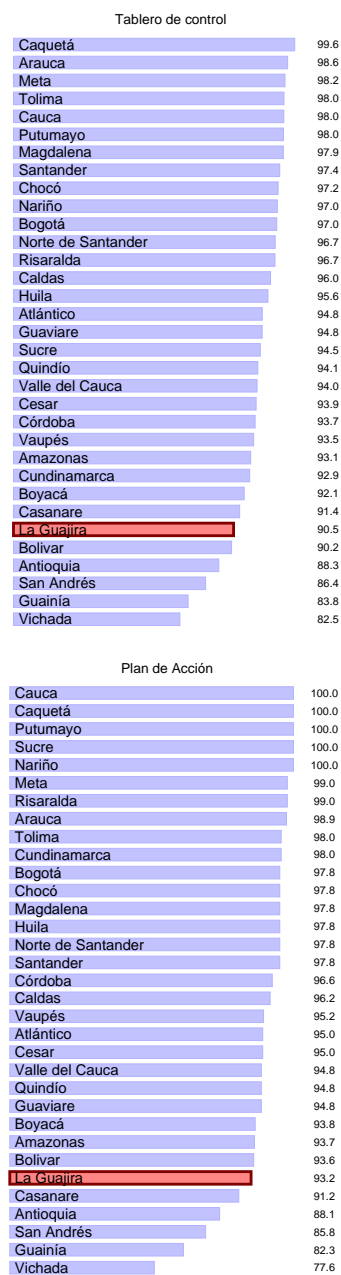 Tablero de control
Caquetá 99.6
Arauca 98.6
Meta 98.2
Tolima 98.0
Cauca 98.0
Putumayo 98.0
Magdalena 97.9
Santander 97.4
Chocó 97.2
Nariño 97.0
Bogotá 97.0
Norte de Santander 96.7
Risaralda 96.7
Caldas 96.0
Huila 95.6
Atlántico 94.8
Guaviare 94.8
Sucre 94.5
Quindío 94.1
Valle del Cauca 94.0
Cesar 93.9
Córdoba 93.7
Vaupés 93.5
Amazonas 93.1
Cundinamarca 92.9
Boyacá 92.1
Casanare 91.4
La Guajira 90.5
Bolivar 90.2
Antioquia 88.3
San Andrés 86.4
Guainía 83.8
Vichada 82.5
Plan de Acción
Cauca 100.0
Caquetá 100.0
Putumayo 100.0
Sucre 100.0
Nariño 100.0
Meta 99.0
Risaralda 99.0
Arauca 98.9
Tolima 98.0
Cundinamarca 98.0
Bogotá 97.8
Chocó 97.8
Magdalena 97.8
Huila 97.8
Norte de Santander 97.8
Santander 97.8
Córdoba 96.6
Caldas 96.2
Vaupés 95.2
Atlántico 95.0
Cesar 95.0
Valle del Cauca 94.8
Quindío 94.8
Guaviare 94.8
Boyacá 93.8
Amazonas 93.7
Bolivar 93.6
La Guajira 93.2
Casanare 91.2
Antioquia 88.1
San Andrés 85.8
Guainía 82.3
Vichada 77.6